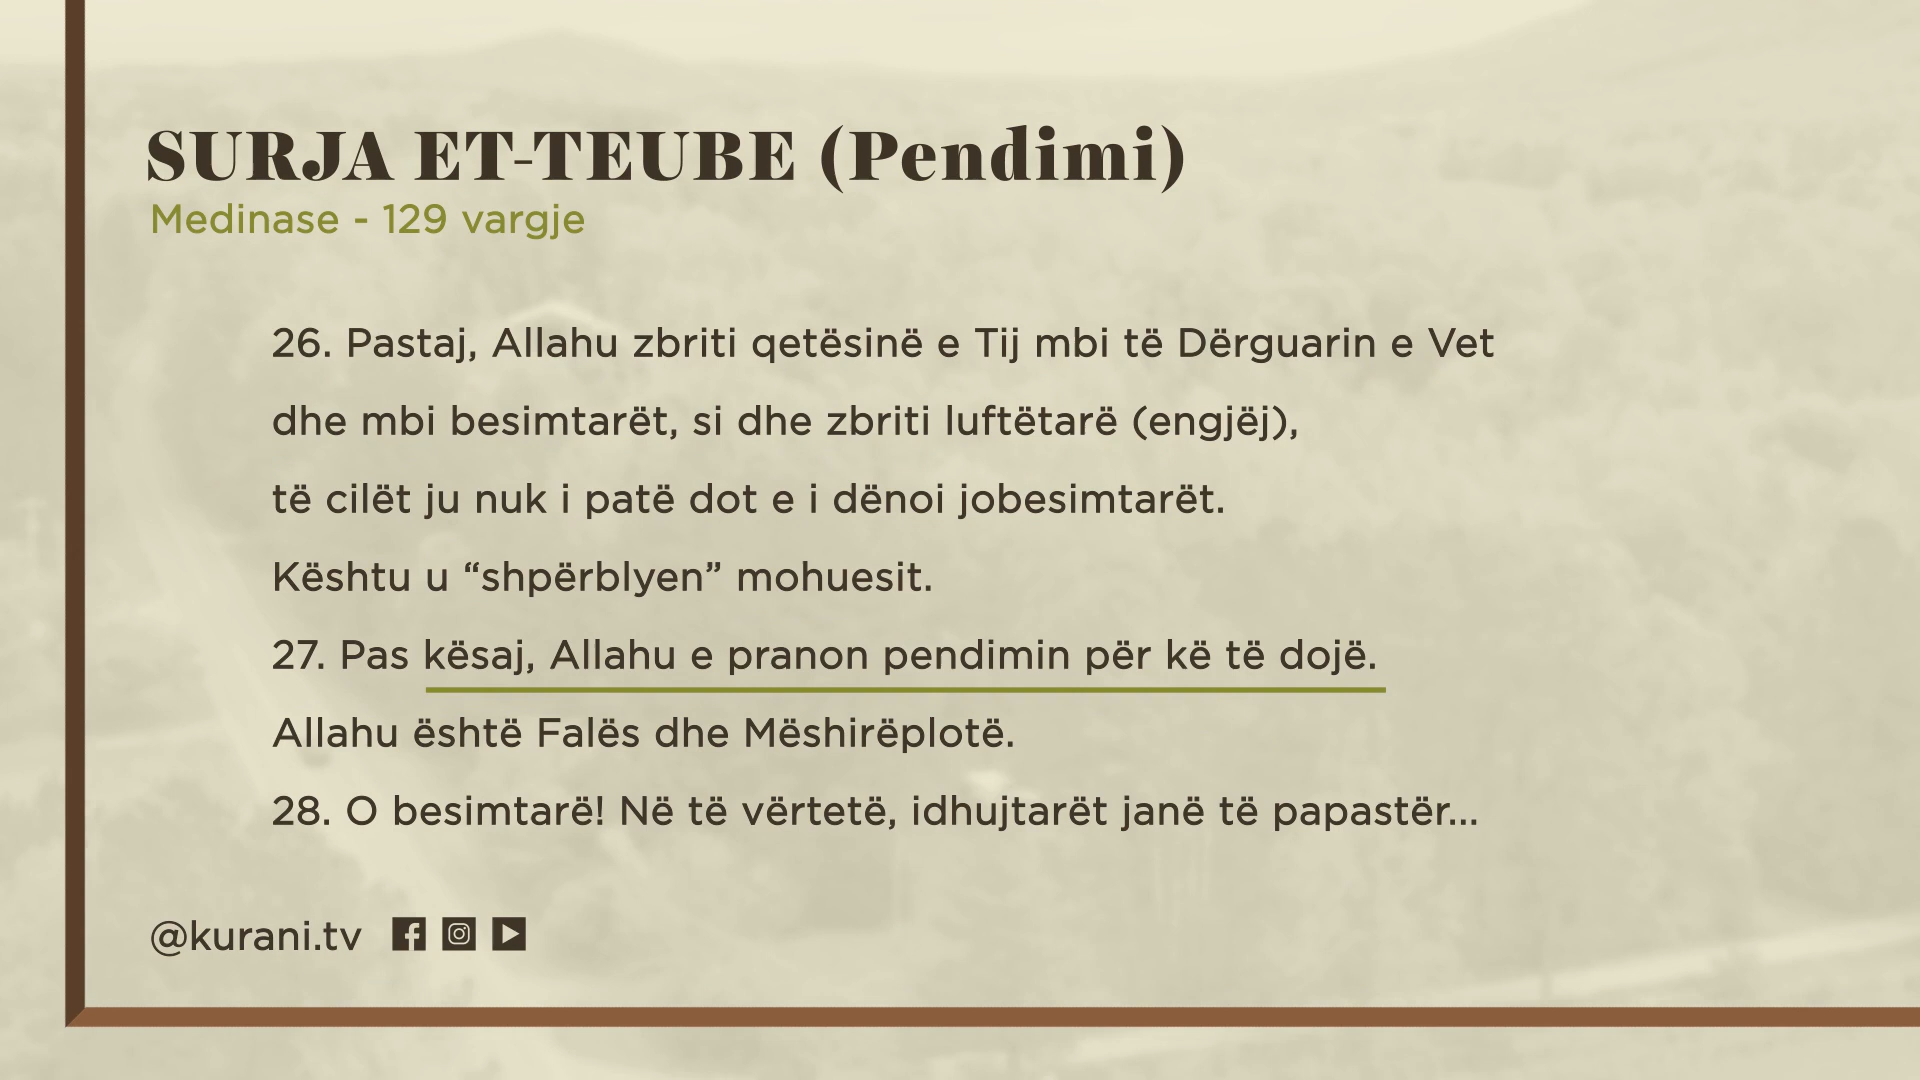 SURJA ET-TEUBE (Pendimi)
Medinase - 129 vargje
26. Pastaj, Allahu zbriti qetësinë e Tij mbi të Dërguarin e Vet
dhe mbi besimtarët, si dhe zbriti luftëtarë (engjëj),
të cilët ju nuk i patë dot e i dënoi jobesimtarët.
Kështu u “shpërblyen” mohuesit.
27. Pas kësaj, Allahu e pranon pendimin për kë të dojë.
Allahu është Falës dhe Mëshirëplotë.
28. O besimtarë! Në të vërtetë, idhujtarët janë të papastër...
@kurani.tv